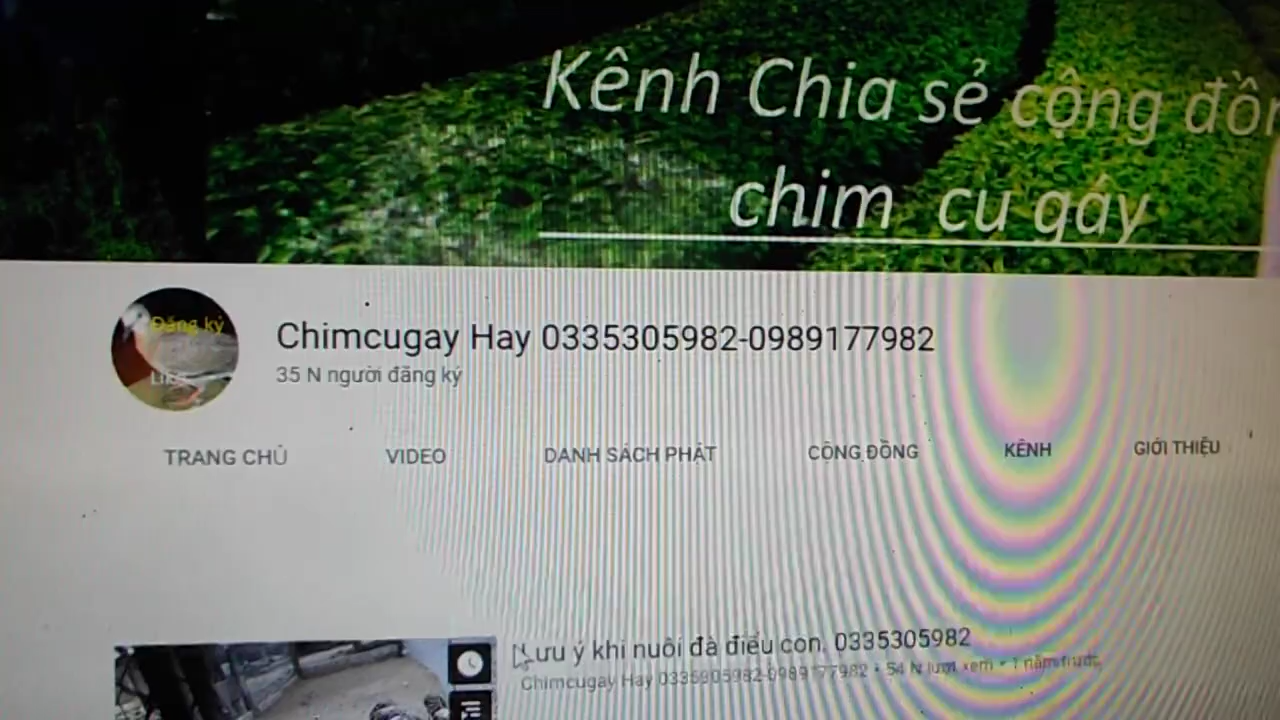 Kênh Chia sẻ cộng đồn
chim cu gáy
Đăng ký
Chimcugay Hay 0335305982-0989177982
35 N người đăng ký
TRANG CHỦ VIDEO DANH SÁCH PHÁT CỘNG ĐỒNG KÊNH GIỚI THIỆU
Lưu ý khi nuôi đà điểu con. 0335305982
Chimcugay Hay 0335305982-0989177982 • 54 N lượt xem • 1 năm trước